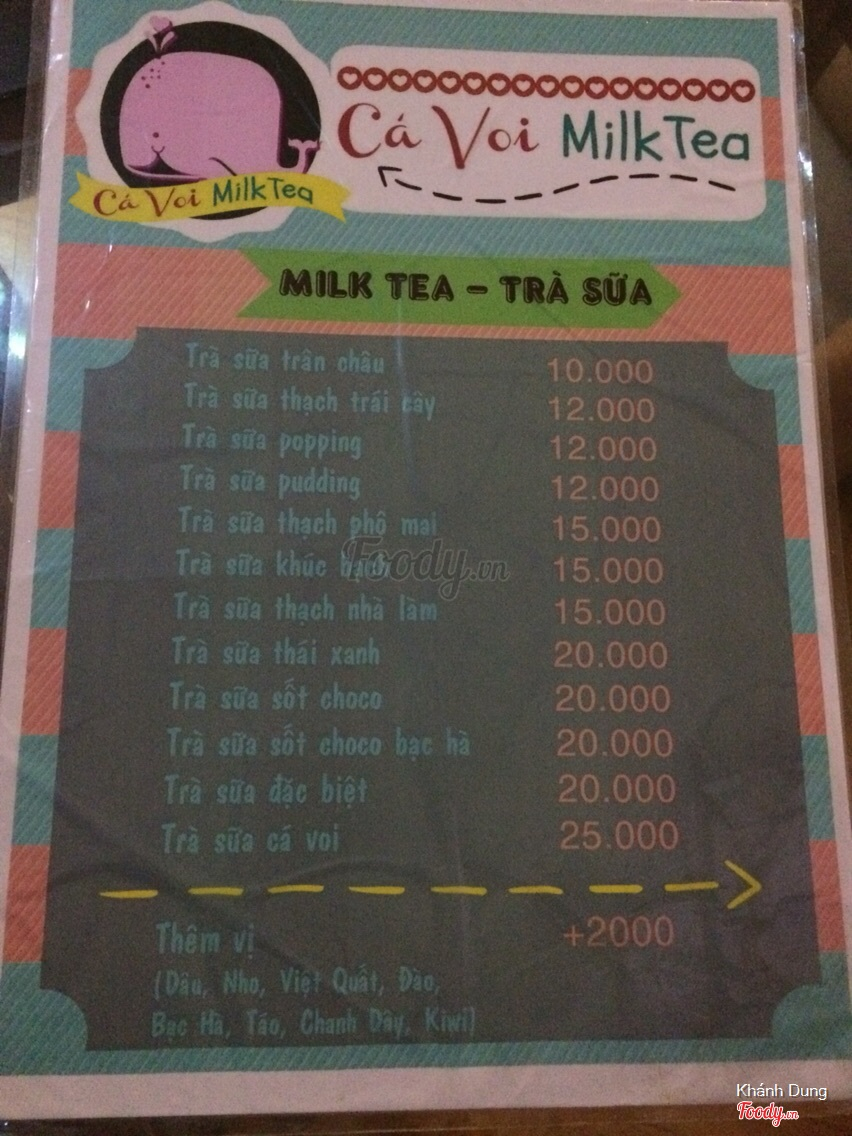 Cá Voi MilkTea
Cá Voi MilkTea
MILK TEA – TRÀ SỮA
Trà sữa trân châu 10.000
Trà sữa thạch trái cây 12.000
Trà sữa popping 12.000
Trà sữa pudding 12.000
Trà sữa thạch phô mai 15.000
Trà sữa khúc bạch 15.000
Trà sữa thạch nhà làm 15.000
Trà sữa thái xanh 20.000
Trà sữa sốt choco 20.000
Trà sữa sốt choco bạc hà 20.000
Trà sữa đặc biệt 20.000
Trà sữa cá voi 25.000
Thêm vị +2000
(Dâu, Nho, Việt Quất, Đào,
Bạc Hà, Táo, Chanh Dây, Kiwi)
Foody.vn
Khánh Dung
Foody.vn